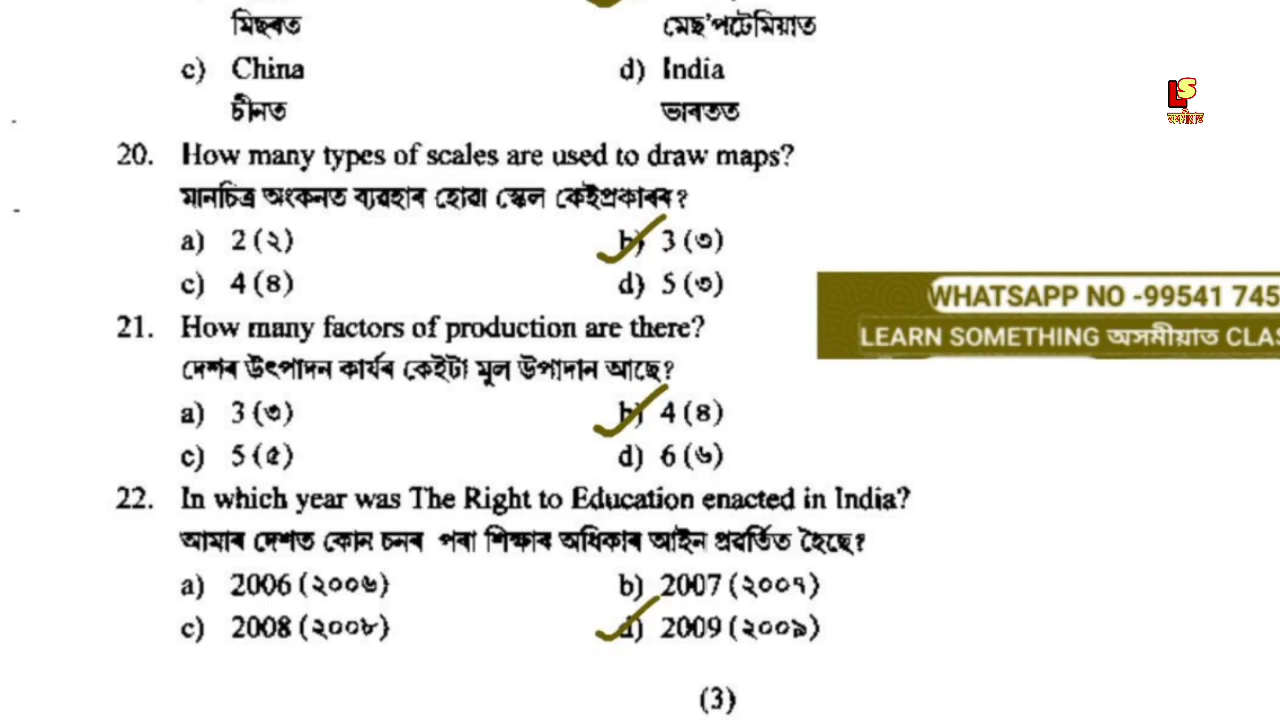 মিছৰত মেছ'পটেমিয়াত
c) China d) India
চীনত ভাৰতত
20. How many types of scales are used to draw maps?
মানচিত্ৰ অংকনত ব্যৱহাৰ হোৱা স্কেল কেইপ্ৰকাৰৰ?
a) 2 (২) b) 3 (৩)
c) 4 (৪) d) 5 (৩)
21. How many factors of production are there?
দেশৰ উৎপাদন কাৰ্যৰ কেইটা মূল উপাদান আছে?
a) 3 (৩) b) 4 (৪)
c) 5 (৫) d) 6 (৬)
22. In which year was The Right to Education enacted in India?
আমাৰ দেশত কোন চনৰ পৰা শিক্ষাৰ অধিকাৰ আইন প্ৰৱৰ্তিত হৈছে?
a) 2006 (২০০৬) b) 2007 (২০০৭)
c) 2008 (২০০৮) d) 2009 (২০০৯)
(3)
LS
WHATSAPP NO -99541 745
LEARN SOMETHING অসমীয়াত CLAS